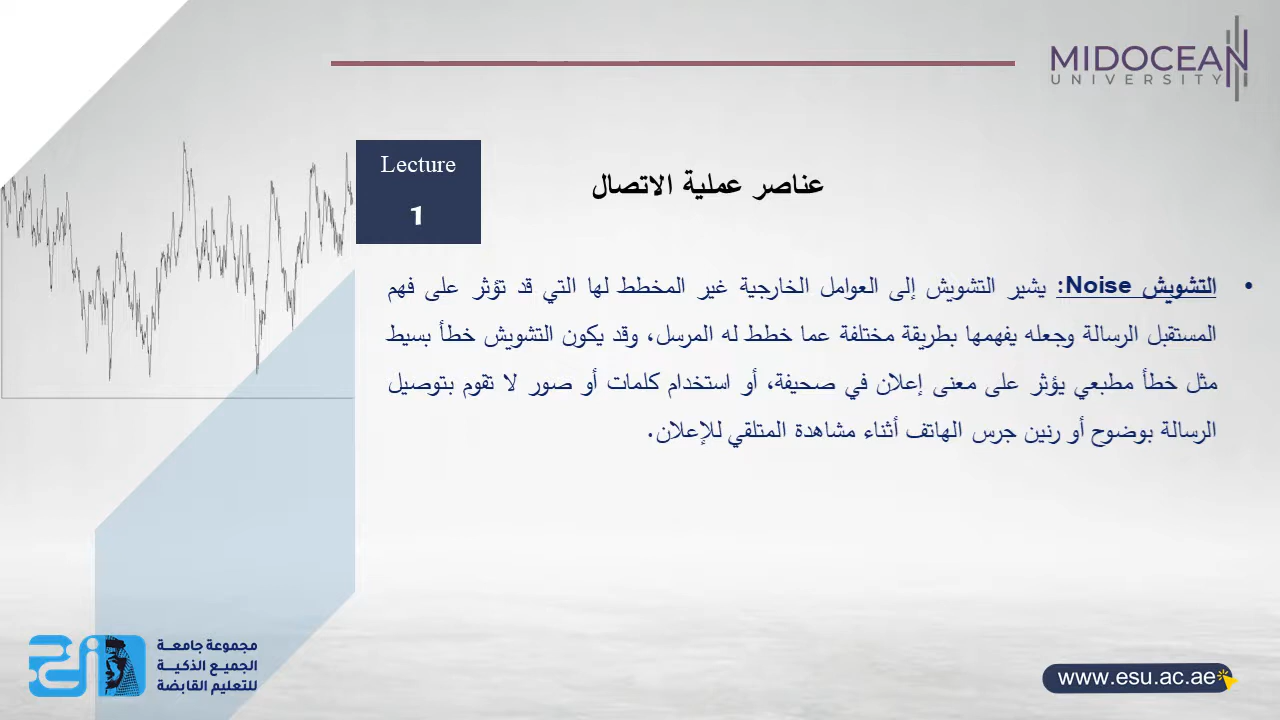 MIDOCEAN
UNIVERSITY
Lecture
1
عناصر عملية الاتصال
• التشويش Noise: يشير التشويش إلى العوامل الخارجية غير المخطط لها التي قد تؤثر على فهم
المستقبل الرسالة وجعله يفهمها بطريقة مختلفة عما خطط له المرسل، وقد يكون التشويش خطأ بسيط
مثل خطأ مطبعي يؤثر على معنى إعلان في صحيفة، أو استخدام كلمات أو صور لا تقوم بتوصيل
الرسالة بوضوح أو رنين جرس الهاتف أثناء مشاهدة المتلقي للإعلان.
مجموعة جامعة
الجميع الذكية
للتعليم القابضة
www.esu.ac.ae